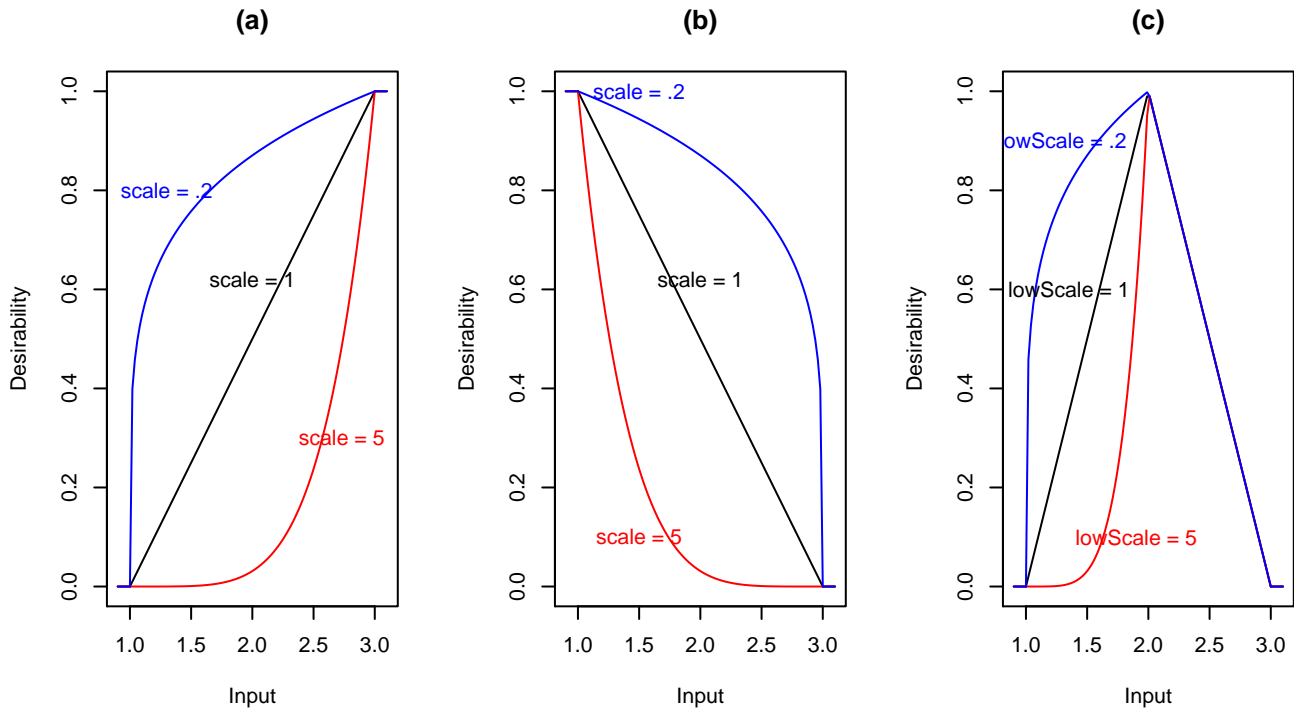 (a)
Desirability
1.0
0.8
0.6
0.4
0.2
0.0
scale = .2
scale = 1
scale = 5
1.0 1.5 2.0 2.5 3.0
Input
(b)
Desirability
1.0
0.8
0.6
0.4
0.2
0.0
scale = .2
scale = 1
scale = 5
1.0 1.5 2.0 2.5 3.0
Input
(c)
Desirability
1.0
0.8
0.6
0.4
0.2
0.0
owScale = .2
lowScale = 1
lowScale = 5
1.0 1.5 2.0 2.5 3.0
Input